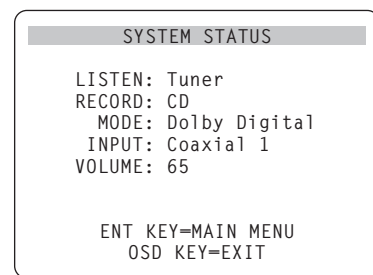 SYSTEM STATUS
LISTEN: Tuner
RECORD: CD
MODE: Dolby Digital
INPUT: Coaxial 1
VOLUME: 65
ENT KEY=MAIN MENU
OSD KEY=EXIT